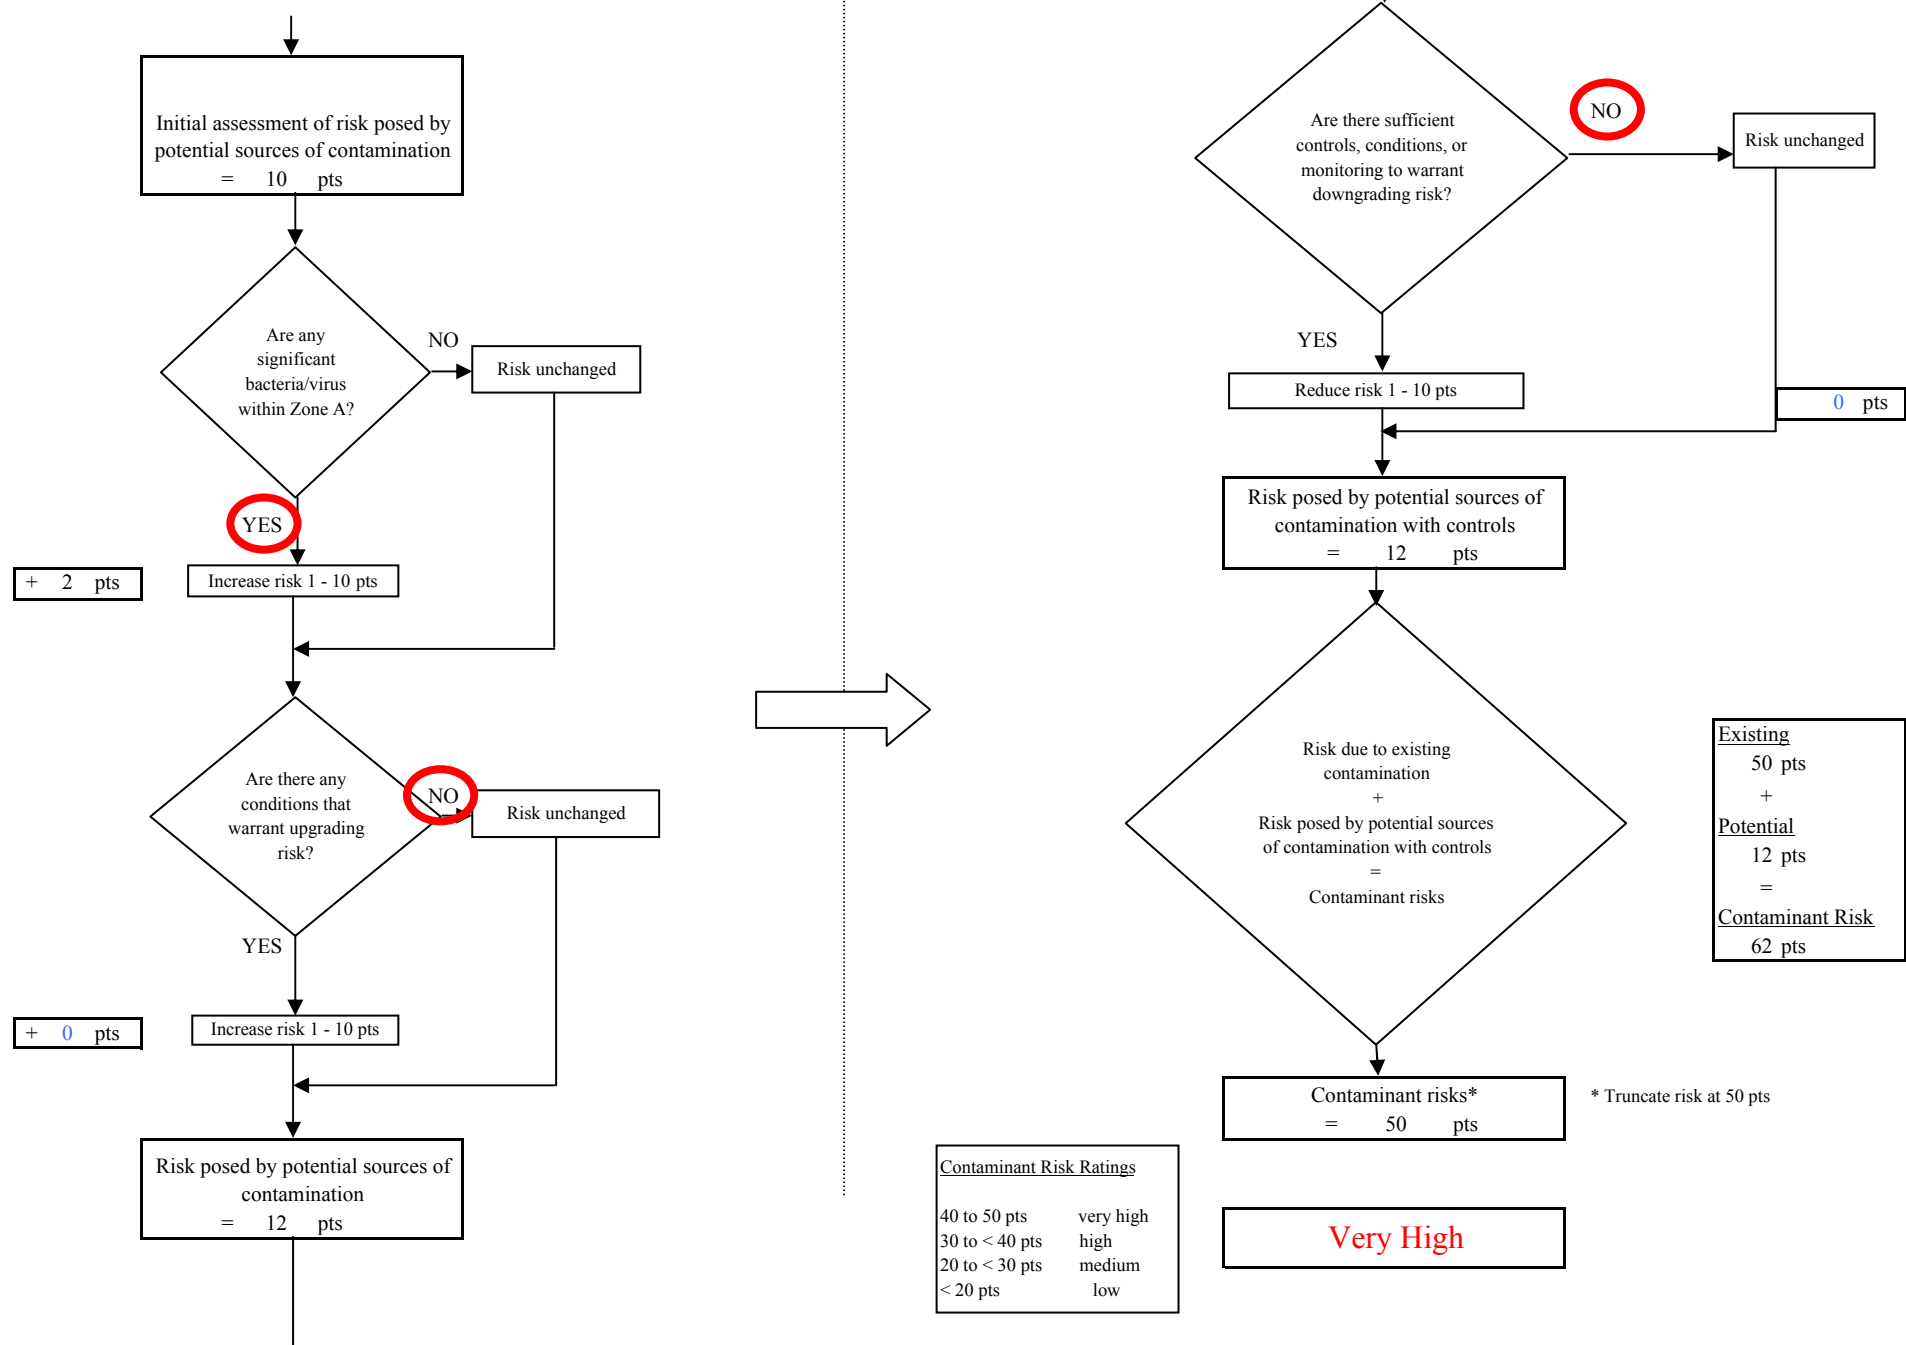 Initial assessment of risk posed by
potential sources of contamination
= 10 pts
Are any
significant
bacteria/virus
within Zone A?
NO
Risk unchanged
YES
+ 2 pts
Increase risk 1 - 10 pts
Are there any
conditions that
warrant upgrading
risk?
NO
Risk unchanged
YES
+ 0 pts
Increase risk 1 - 10 pts
Risk posed by potential sources of
contamination
= 12 pts
Are there sufficient
controls, conditions, or
monitoring to warrant
downgrading risk?
NO
Risk unchanged
YES
Reduce risk 1 - 10 pts
0 pts
Risk posed by potential sources of
contamination with controls
= 12 pts
Risk due to existing
contamination
+
Risk posed by potential sources
of contamination with controls
=
Contaminant risks
Existing
50 pts
+
Potential
12 pts
=
Contaminant Risk
62 pts
Contaminant risks*
= 50 pts
* Truncate risk at 50 pts
Contaminant Risk Ratings
40 to 50 pts very high
30 to < 40 pts high
20 to < 30 pts medium
< 20 pts low
Very High